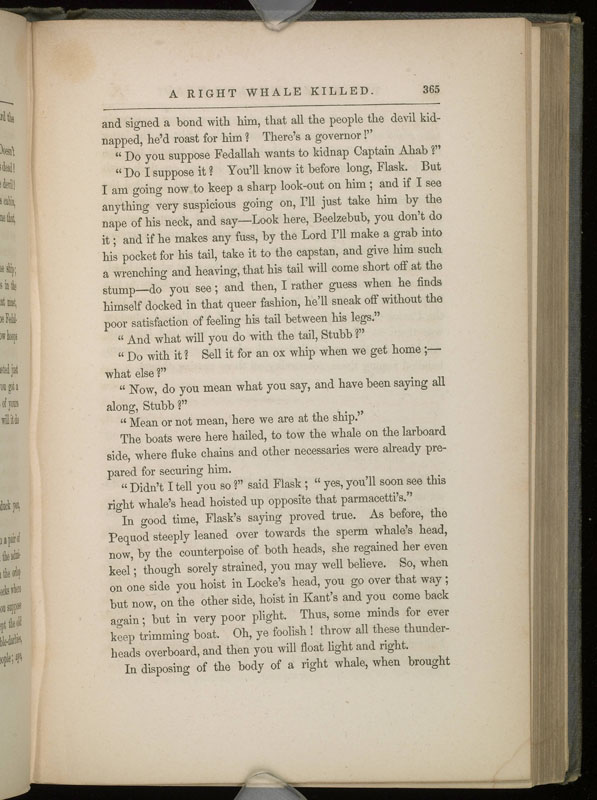 A RIGHT WHALE KILLED. 365
and signed a bond with him, that all the people the devil kid-
napped, he'd roast for him? There's a governor!"
"Do you suppose Fedallah wants to kidnap Captain Ahab?"
"Do I suppose it? You'll know it before long, Flask. But
I am going now to keep a sharp look-out on him; and if I see
anything very suspicious going on, I'll just take him by the
nape of his neck, and say—Look here, Beelzebub, you don't do
it; and if he makes any fuss, by the Lord I'll make a grab into
his pocket for his tail, take it to the capstan, and give him such
a wrenching and heaving, that his tail will come short off at the
stump—do you see; and then, I rather guess when he finds
himself docked in that queer fashion, he'll sneak off without the
poor satisfaction of feeling his tail between his legs."
"And what will you do with the tail, Stubb?"
"Do with it? Sell it for an ox whip when we get home;—
what else?"
"Now, do you mean what you say, and have been saying all
along, Stubb?"
"Mean or not mean, here we are at the ship."
The boats were here hailed, to tow the whale on the larboard
side, where fluke chains and other necessaries were already pre-
pared for securing him.
"Didn't I tell you so?" said Flask; "yes, you'll soon see this
right whale's head hoisted up opposite that parmacetti's."
In good time, Flask's saying proved true. As before, the
Pequod steeply leaned over towards the sperm whale's head,
now, by the counterpoise of both heads, she regained her even
keel; though sorely strained, you may well believe. So, when
on one side you hoist in Locke's head, you go over that way;
but now, on the other side, hoist in Kant's and you come back
again; but in very poor plight. Thus, some minds for ever
keep trimming boat. Oh, ye foolish! throw all these thunder-
heads overboard, and then you will float light and right.
In disposing of the body of a right whale, when brought